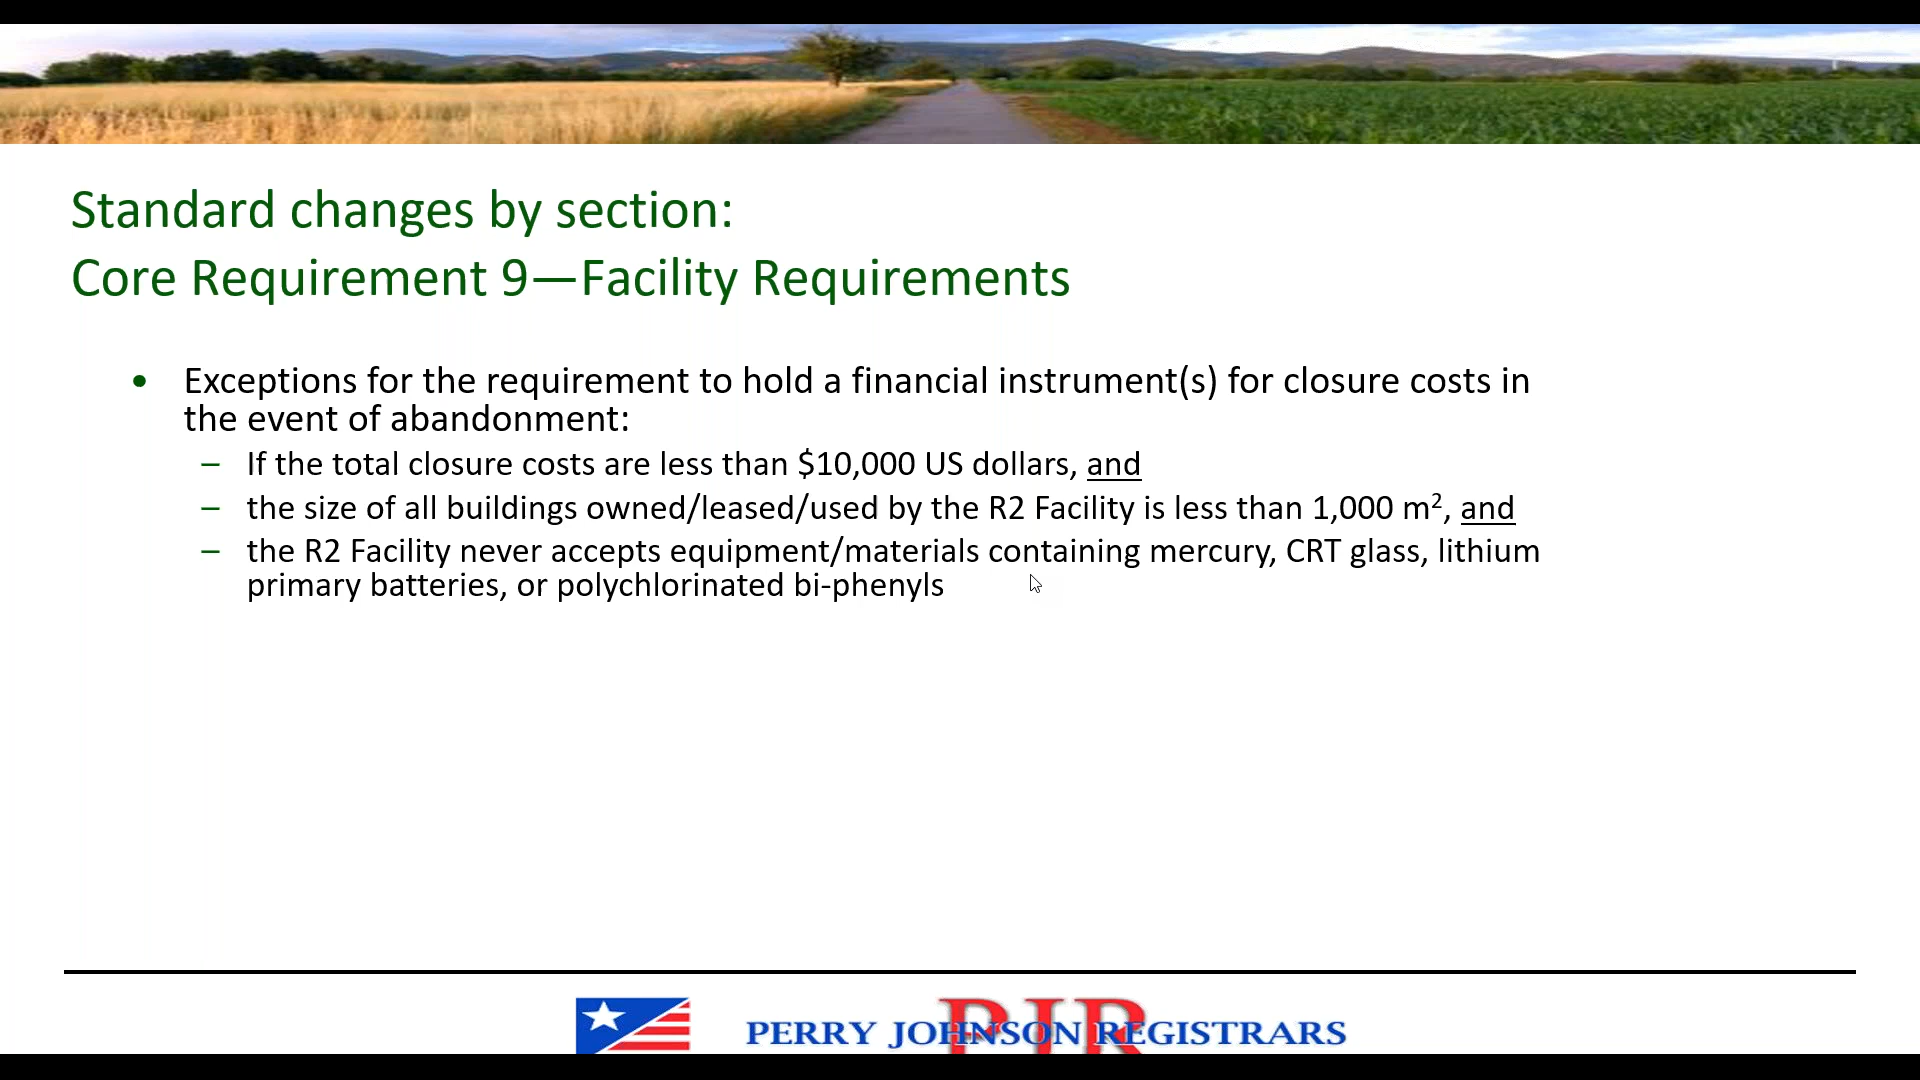 Standard changes by section:
Core Requirement 9—Facility Requirements
• Exceptions for the requirement to hold a financial instrument(s) for closure costs in
the event of abandonment:
– If the total closure costs are less than $10,000 US dollars, and
– the size of all buildings owned/leased/used by the R2 Facility is less than 1,000 m², and
– the R2 Facility never accepts equipment/materials containing mercury, CRT glass, lithium
primary batteries, or polychlorinated bi-phenyls
PJR
PERRY JOHNSON REGISTRARS